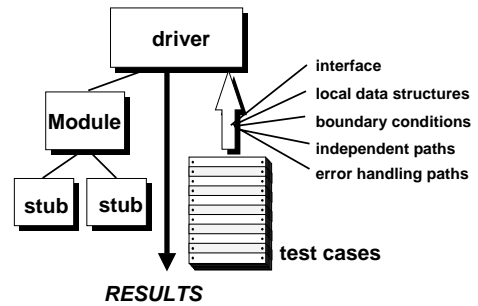 driver
interface
local data structures
boundary conditions
independent paths
error handling paths
Module
stub
stub
test cases
RESULTS